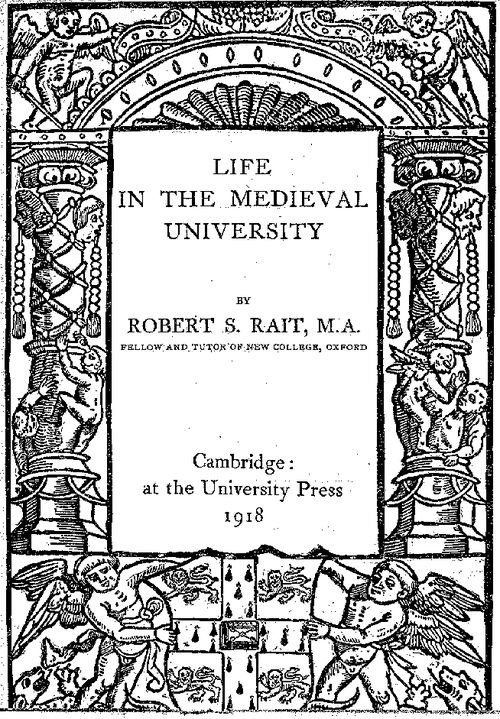 LIFE
IN THE MEDIEVAL
UNIVERSITY
BY
ROBERT S. RAIT, M.A.
FELLOW AND TUTOR OF NEW COLLEGE, OXFORD
Cambridge:
at the University Press
1918